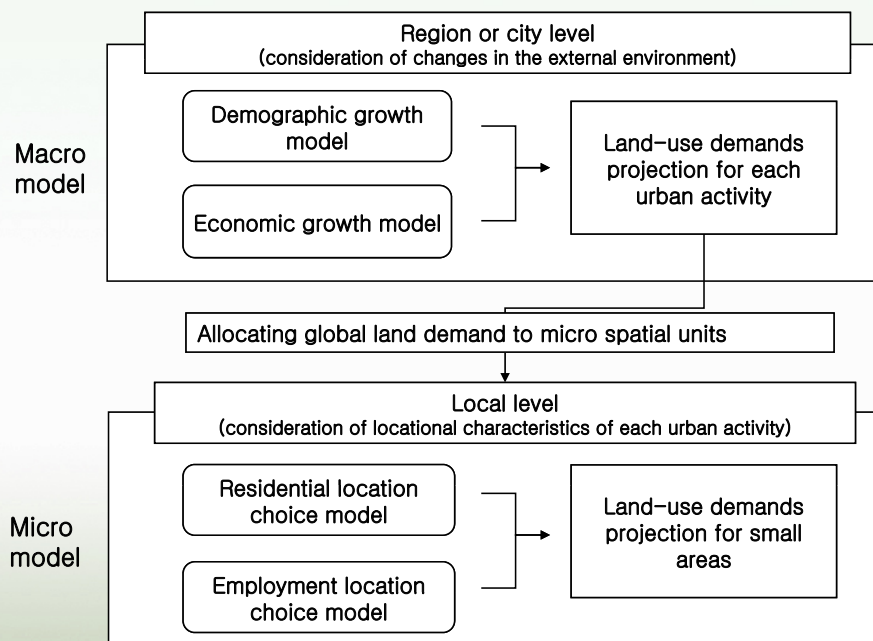 Region or city level
(consideration of changes in the external environment)
Macro
model
Demographic growth
model
Economic growth model
Land-use demands
projection for each
urban activity
Allocating global land demand to micro spatial units
Local level
(consideration of locational characteristics of each urban activity)
Micro
model
Residential location
choice model
Employment location
choice model
Land-use demands
projection for small
areas